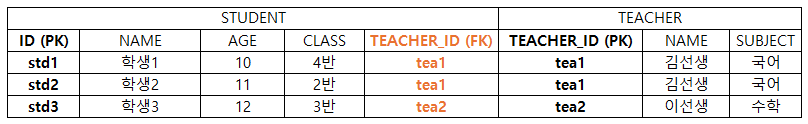 STUDENT TEACHER
ID (PK) NAME AGE CLASS TEACHER_ID (FK) TEACHER_ID (PK) NAME SUBJECT
std1 학생1 10 4반 tea1 tea1 김선생 국어
std2 학생2 11 2반 tea1 tea1 김선생 국어
std3 학생3 12 3반 tea2 tea2 이선생 수학